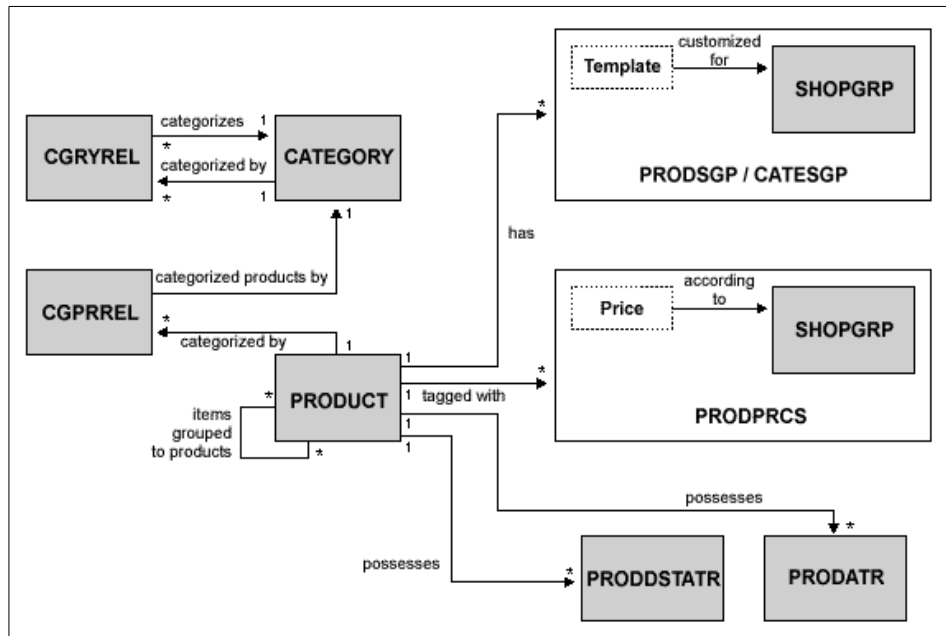 Template
customized
for
SHOPGRP
*
PRODSGP / CATESGP
CGRYREL
categorizes
1
*
categorized by
*
1
CATEGORY
1
has
CGPRREL
categorized products by
*
categorized by
1
Price
according
to
SHOPGRP
PRODPRCS
PRODUCT
1
*
tagged with
1
1
1
*
items
grouped
to products
*
possesses
*
possesses
*
PRODDSTATR
PRODATR